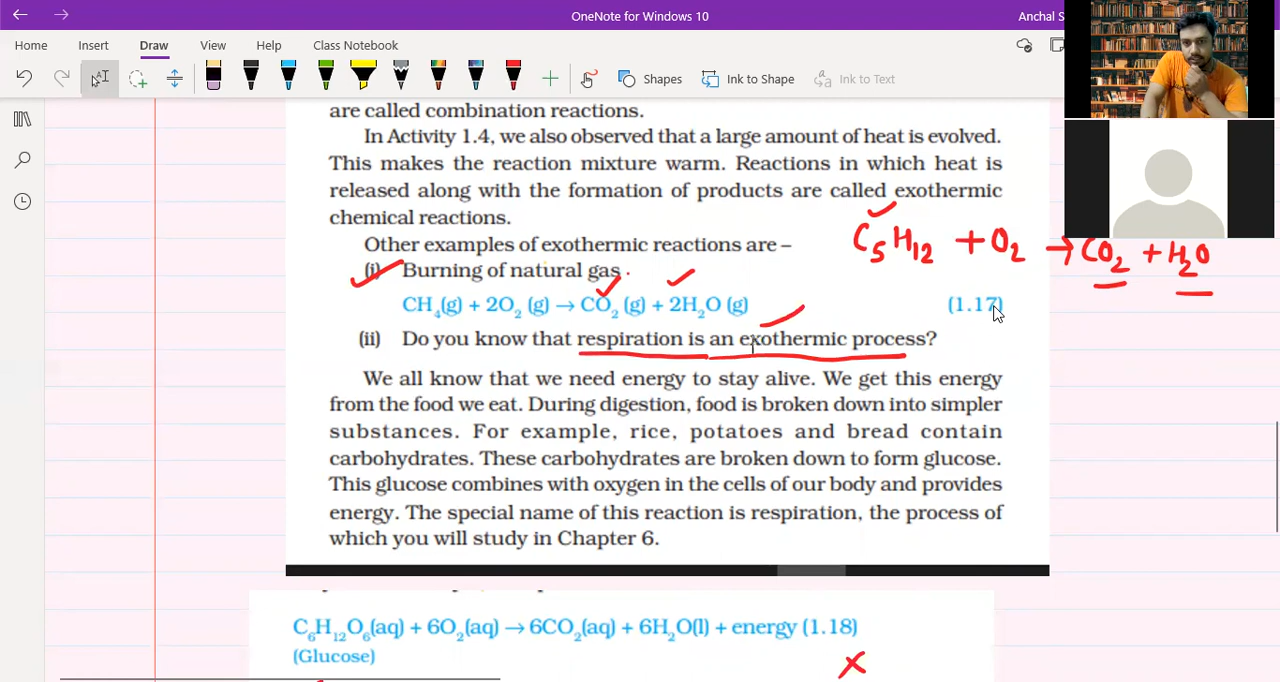 OneNote for Windows 10
Anchal S
Home Insert Draw View Help Class Notebook
Shapes Ink to Shape Ink to Text
are called combination reactions.
In Activity 1.4, we also observed that a large amount of heat is evolved.
This makes the reaction mixture warm. Reactions in which heat is
released along with the formation of products are called exothermic
chemical reactions.
C₅H₁₂ + O₂ → CO₂ + H₂O
Other examples of exothermic reactions are –
(i) Burning of natural gas
CH₄(g) + 2O₂ (g) → CO₂ (g) + 2H₂O (g) (1.17)
(ii) Do you know that respiration is an exothermic process?
We all know that we need energy to stay alive. We get this energy
from the food we eat. During digestion, food is broken down into simpler
substances. For example, rice, potatoes and bread contain
carbohydrates. These carbohydrates are broken down to form glucose.
This glucose combines with oxygen in the cells of our body and provides
energy. The special name of this reaction is respiration, the process of
which you will study in Chapter 6.
C₆H₁₂O₆(aq) + 6O₂(aq) → 6CO₂(aq) + 6H₂O(l) + energy (1.18)
(Glucose)